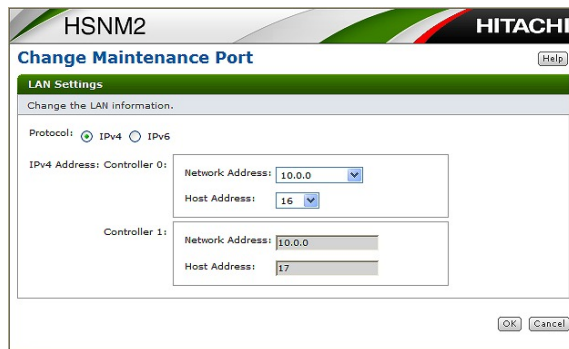 HSNM2
HITACHI
Change Maintenance Port
Help
LAN Settings
Change the LAN information.
Protocol: IPv4 IPv6
IPv4 Address: Controller 0:
Network Address: 10.0.0
Host Address: 16
Controller 1:
Network Address: 10.0.0
Host Address: 17
OK Cancel